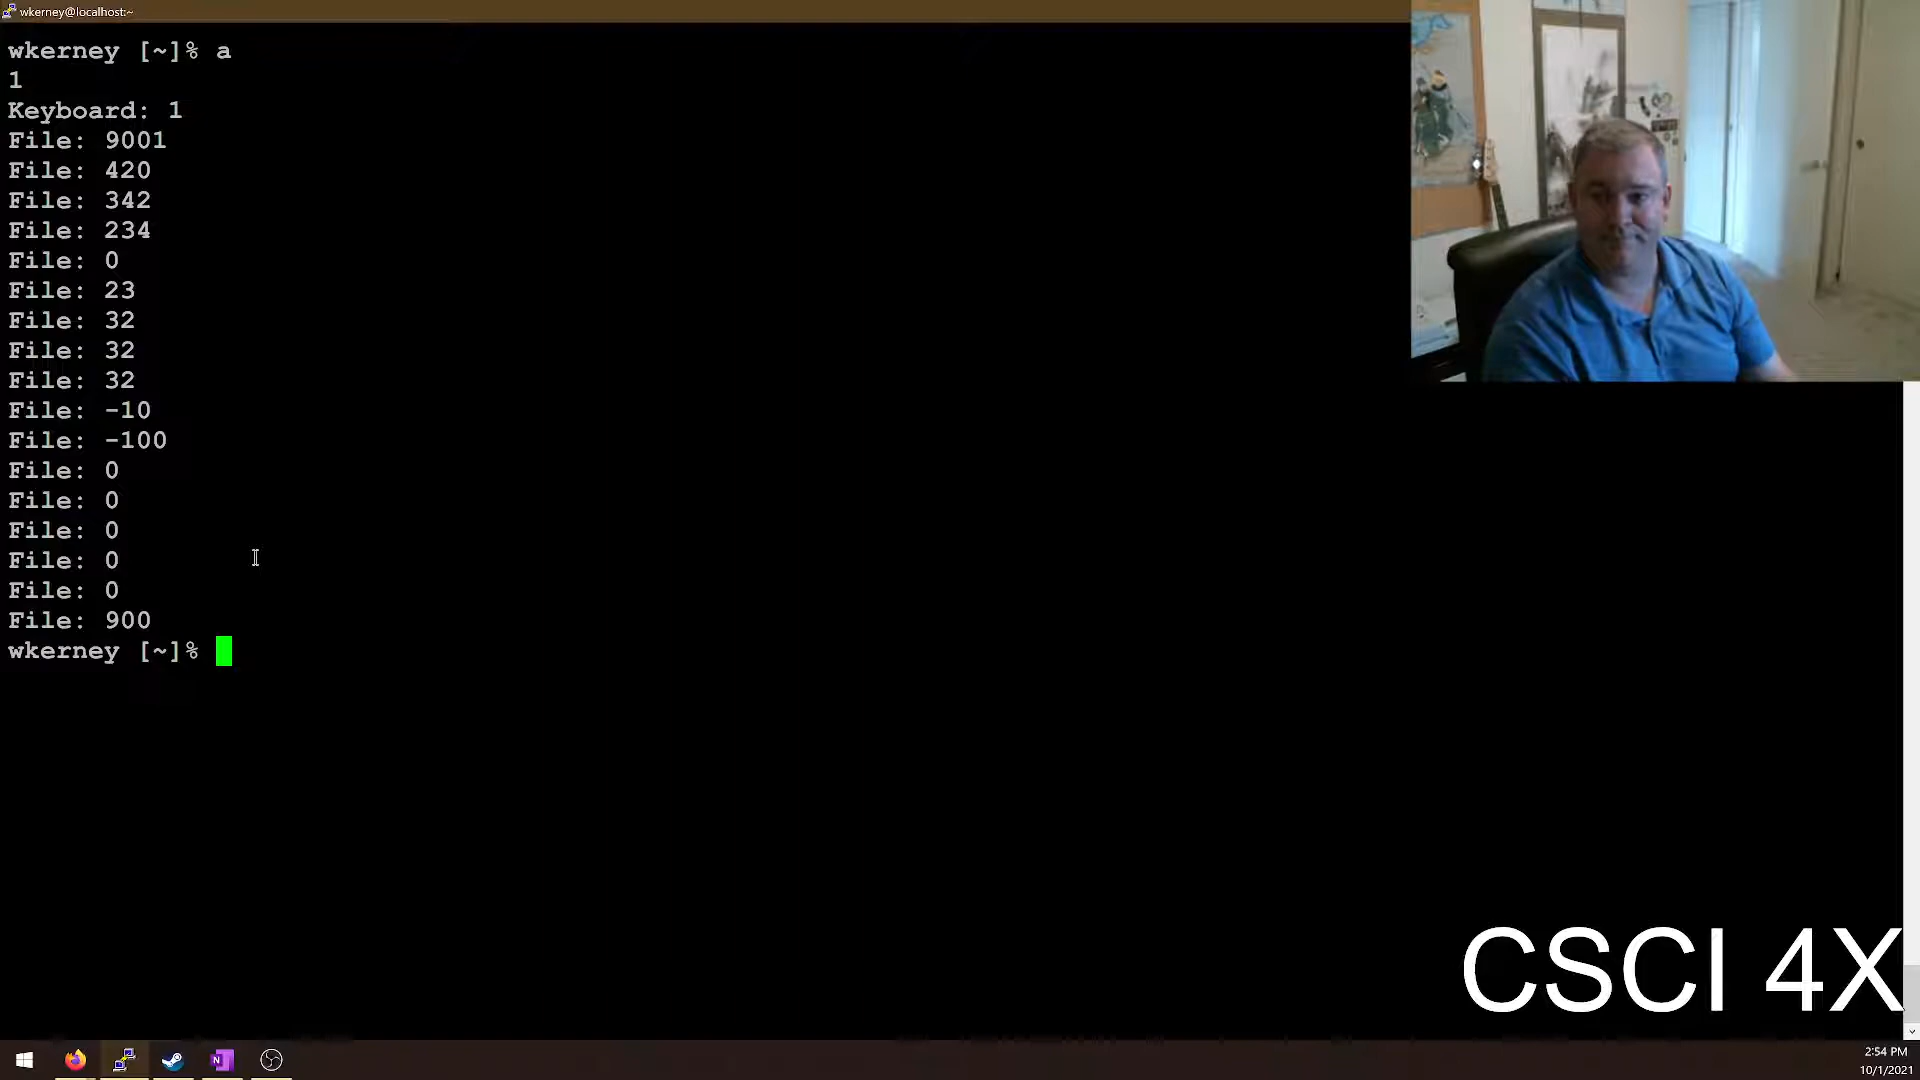 wkerney@localhost:~
wkerney [~]% a
1
Keyboard: 1
File: 9001
File: 420
File: 342
File: 234
File: 0
File: 23
File: 32
File: 32
File: 32
File: -10
File: -100
File: 0
File: 0
File: 0
File: 0
File: 0
File: 900
wkerney [~]%
CSCI 4X
2:54 PM
10/1/2021